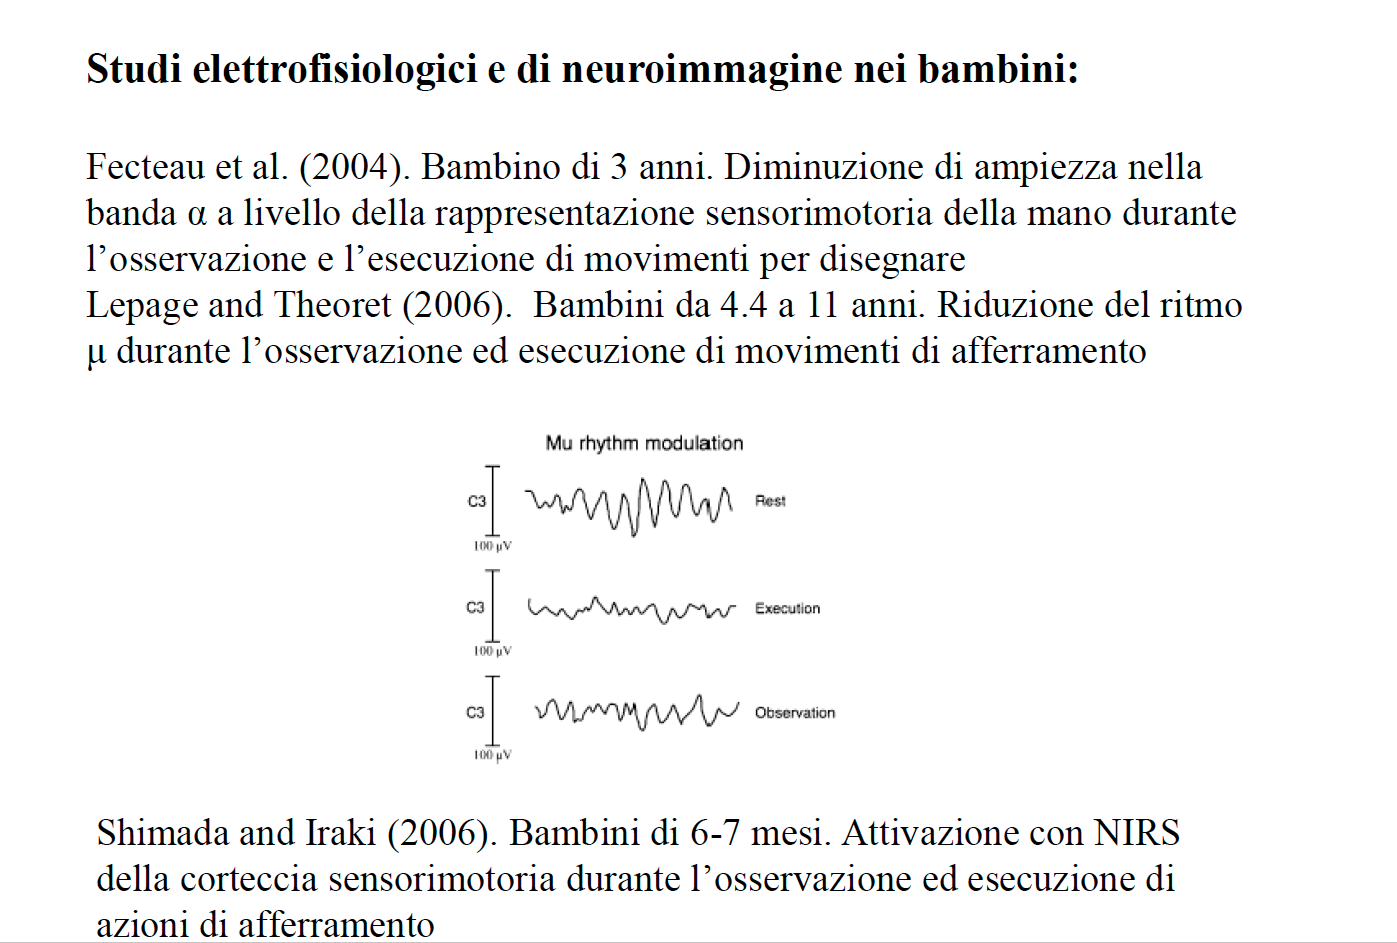 Studi elettrofisiologici e di neuroimmagine nei bambini:
Fecteau et al. (2004). Bambino di 3 anni. Diminuzione di ampiezza nella
banda α a livello della rappresentazione sensorimotoria della mano durante
l’osservazione e l’esecuzione di movimenti per disegnare
Lepage and Theoret (2006).  Bambini da 4.4 a 11 anni. Riduzione del ritmo
μ durante l’osservazione ed esecuzione di movimenti di afferramento
Mu rhythm modulation
C3 Rest
100 μV
C3 Execution
100 μV
C3 Observation
100 μV
Shimada and Iraki (2006). Bambini di 6-7 mesi. Attivazione con NIRS
della corteccia sensorimotoria durante l’osservazione ed esecuzione di
azioni di afferramento